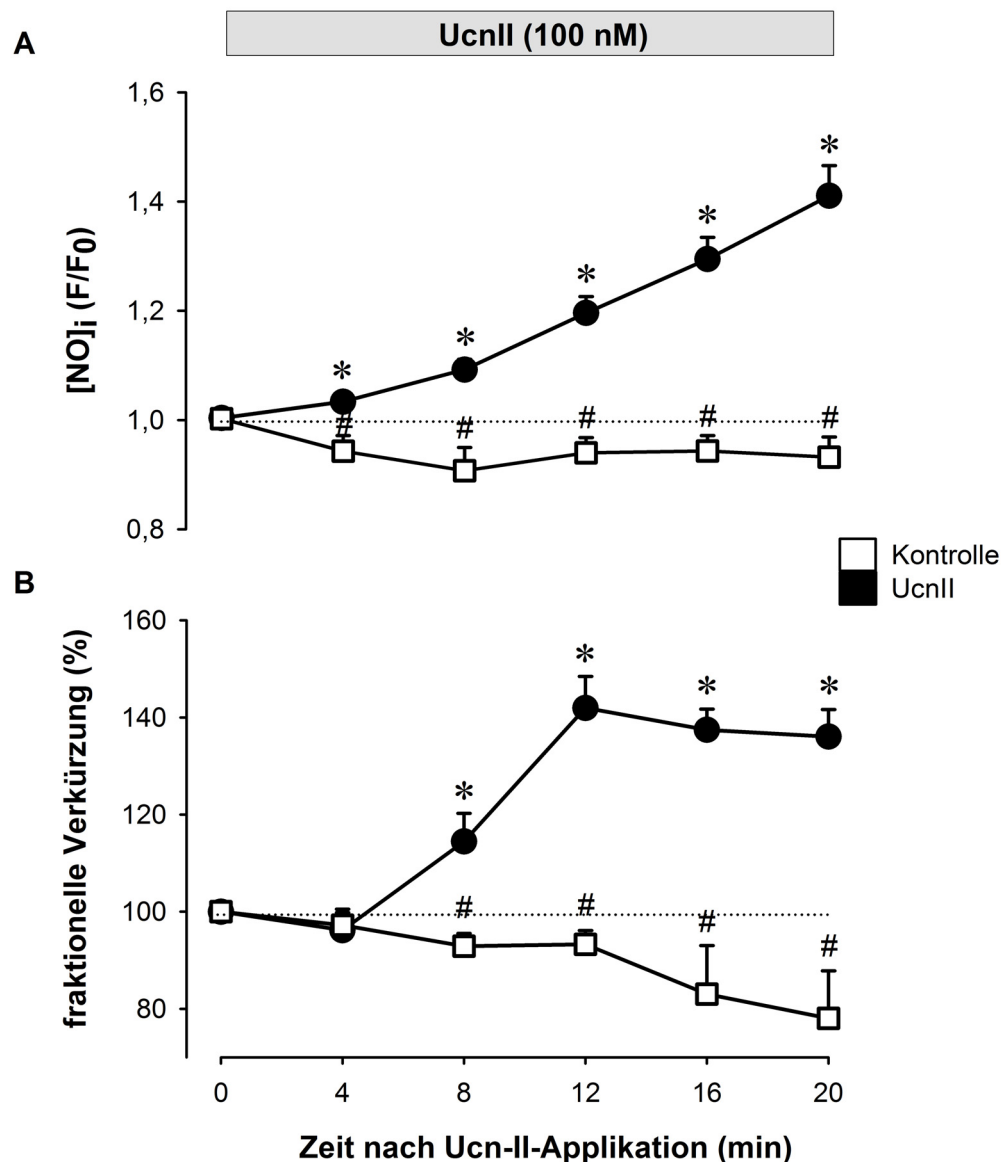 UcnII (100 nM)
A
[NO]i (F/F0)
1,6
1,4
1,2
1,0
0,8
* * * * *
# # # # #
Kontrolle
UcnII
B
fraktionelle Verkürzung (%)
160
140
120
100
80
* * * *
# # # #
0 4 8 12 16 20
Zeit nach Ucn-II-Applikation (min)